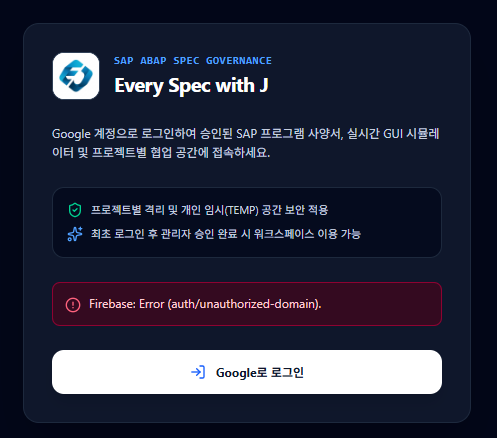 SAP ABAP SPEC GOVERNANCE
Every Spec with J
Google 계정으로 로그인하여 승인된 SAP 프로그램 사양서, 실시간 GUI 시뮬레
이터 및 프로젝트별 협업 공간에 접속하세요.
프로젝트별 격리 및 개인 임시(TEMP) 공간 보안 적용
최초 로그인 후 관리자 승인 완료 시 워크스페이스 이용 가능
Firebase: Error (auth/unauthorized-domain).
Google로 로그인